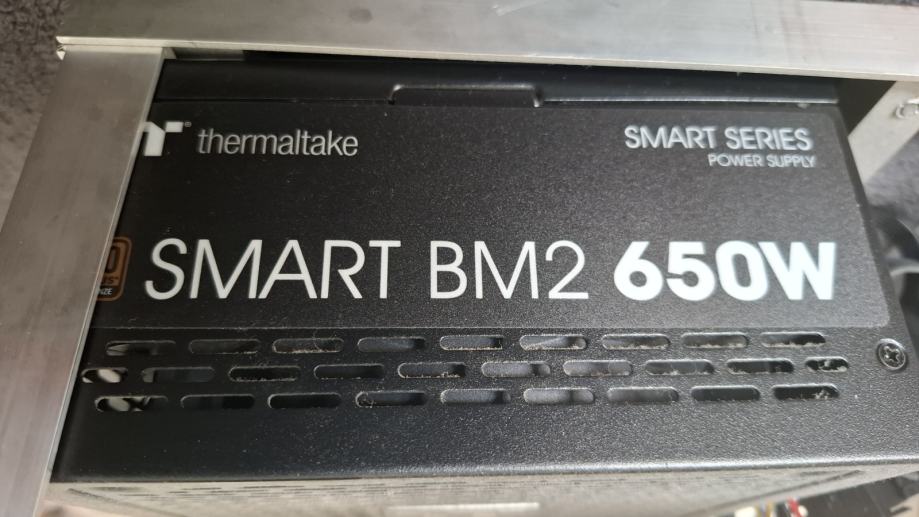 thermaltake
SMART SERIES
POWER SUPPLY
SMART BM2 650W